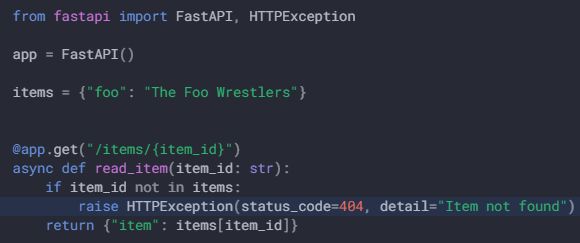 from fastapi import FastAPI, HTTPException
app = FastAPI()
items = {"foo": "The Foo Wrestlers"}
@app.get("/items/{item_id}")
async def read_item(item_id: str):
    if item_id not in items:
        raise HTTPException(status_code=404, detail="Item not found")
    return {"item": items[item_id]}